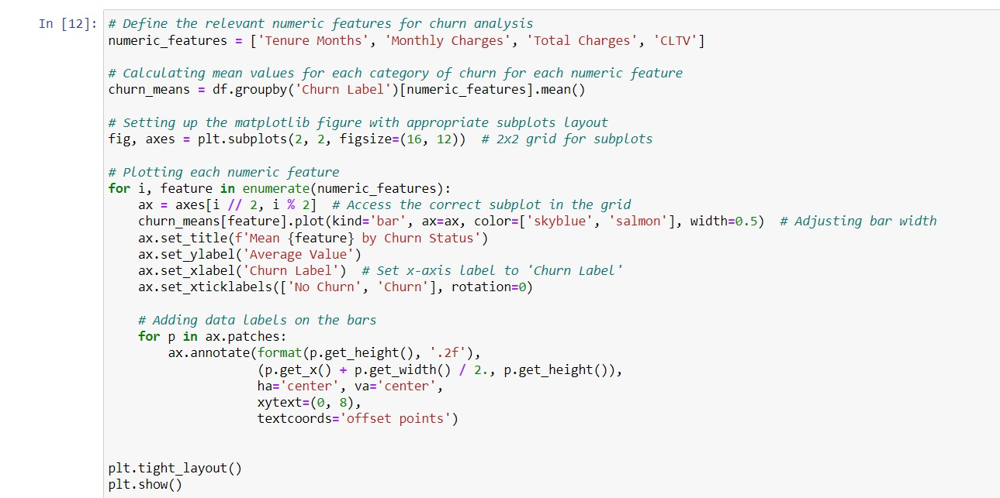 In [12]: # Define the relevant numeric features for churn analysis
numeric_features = ['Tenure Months', 'Monthly Charges', 'Total Charges', 'CLTV']
# Calculating mean values for each category of churn for each numeric feature
churn_means = df.groupby('Churn Label')[numeric_features].mean()
# Setting up the matplotlib figure with appropriate subplots layout
fig, axes = plt.subplots(2, 2, figsize=(16, 12))  # 2x2 grid for subplots
# Plotting each numeric feature
for i, feature in enumerate(numeric_features):
    ax = axes[i // 2, i % 2]  # Access the correct subplot in the grid
    churn_means[feature].plot(kind='bar', ax=ax, color=['skyblue', 'salmon'], width=0.5)  # Adjusting bar width
    ax.set_title(f'Mean {feature} by Churn Status')
    ax.set_ylabel('Average Value')
    ax.set_xlabel('Churn Label')  # Set x-axis label to 'Churn Label'
    ax.set_xticklabels(['No Churn', 'Churn'], rotation=0)
    # Adding data labels on the bars
    for p in ax.patches:
        ax.annotate(format(p.get_height(), '.2f'),
                    (p.get_x() + p.get_width() / 2., p.get_height()),
                    ha='center', va='center',
                    xytext=(0, 8),
                    textcoords='offset points')
plt.tight_layout()
plt.show()